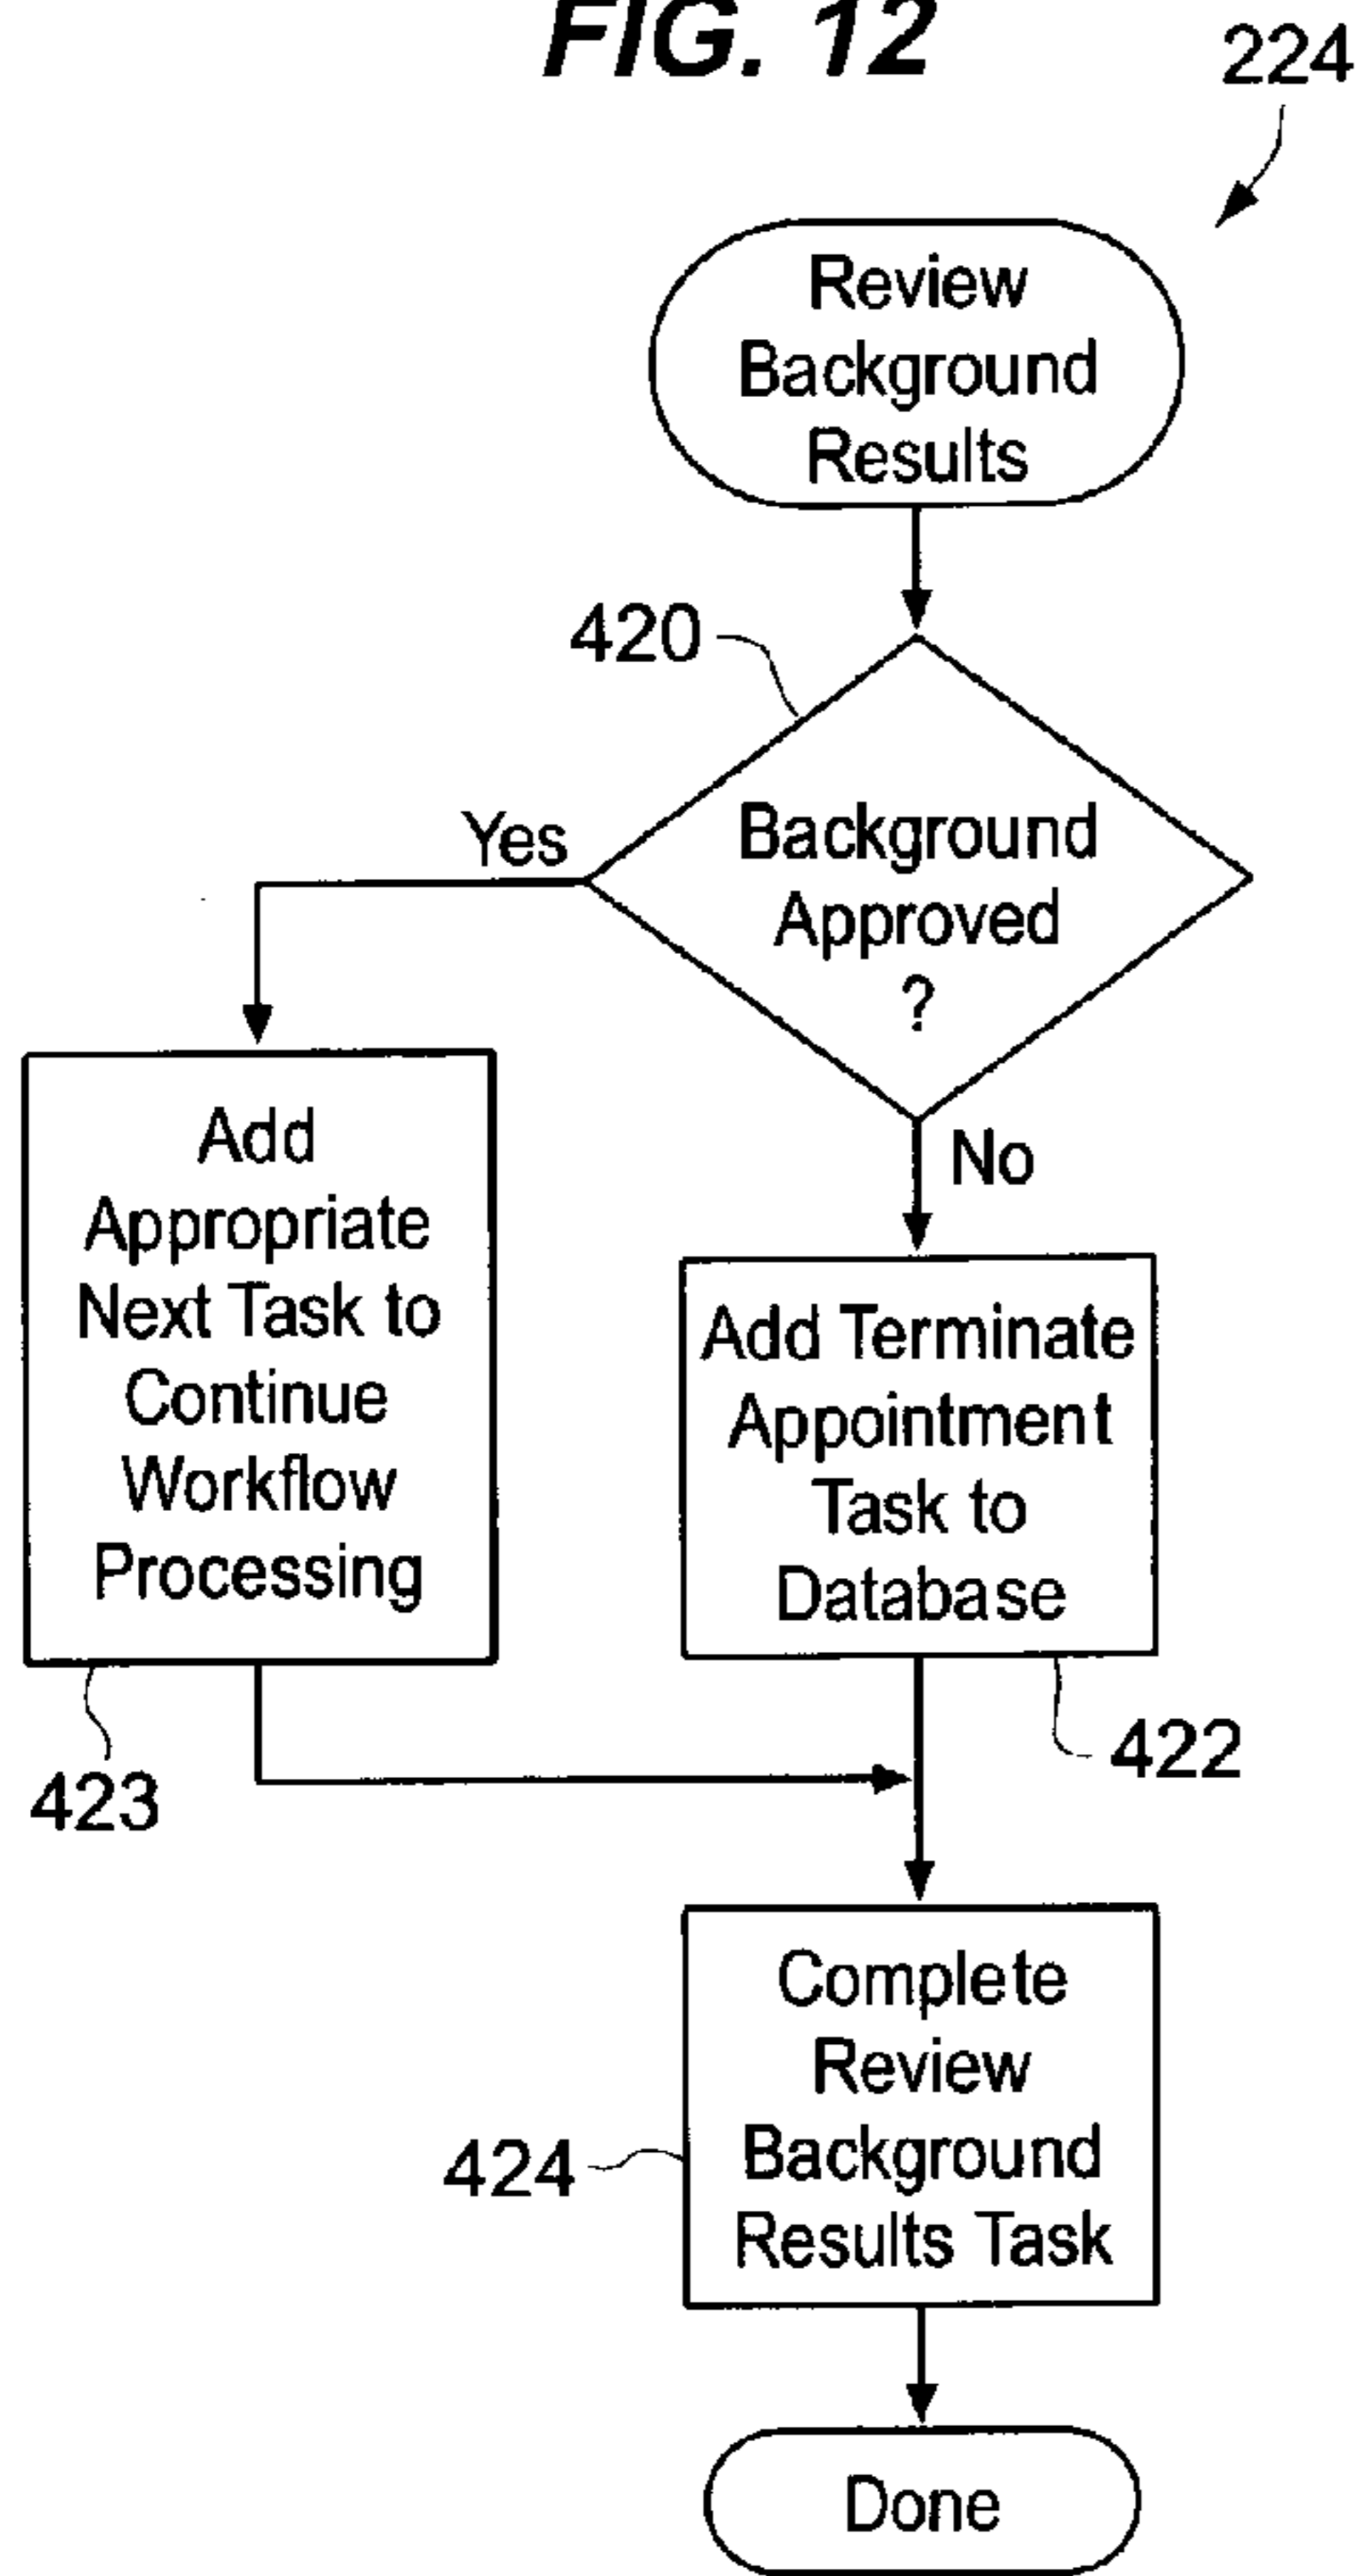 FIG. 12
224
Review
Background
Results
420
Yes
Background
Approved
?
No
Add
Appropriate
Next Task to
Continue
Workflow
Processing
Add Terminate
Appointment
Task to
Database
423
422
Complete
Review
Background
Results Task
424
Done